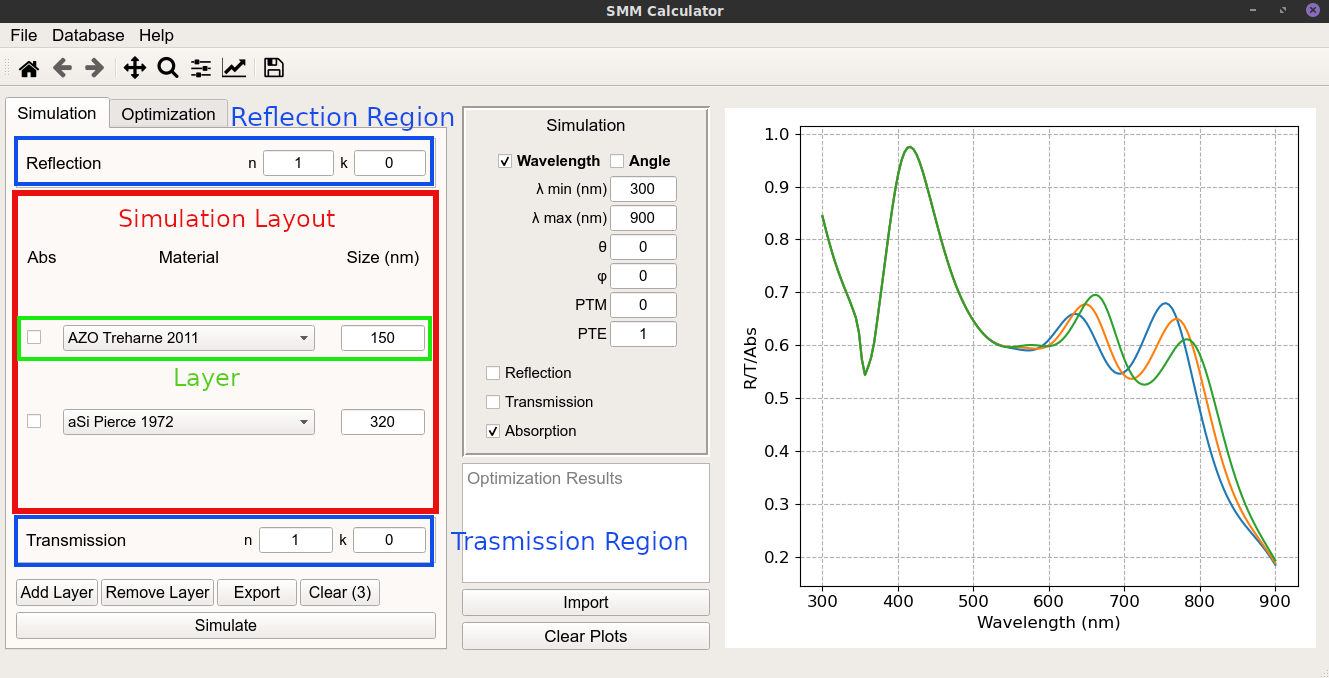 SMM Calculator
File Database Help
Simulation Optimization
Reflection Region
Reflection n 1 k 0
Simulation Layout
Abs Material Size (nm)
AZO Treharne 2011 150
Layer
aSi Pierce 1972 320
Transmission n 1 k 0
Trasmission Region
Add Layer Remove Layer Export Clear (3)
Simulate
Simulation
Wavelength Angle
λ min (nm) 300
λ max (nm) 900
θ 0
φ 0
PTM 0
PTE 1
Reflection
Transmission
Absorption
Optimization Results
Import
Clear Plots
R/T/Abs
1.0
0.9
0.8
0.7
0.6
0.5
0.4
0.3
0.2
300 400 500 600 700 800 900
Wavelength (nm)